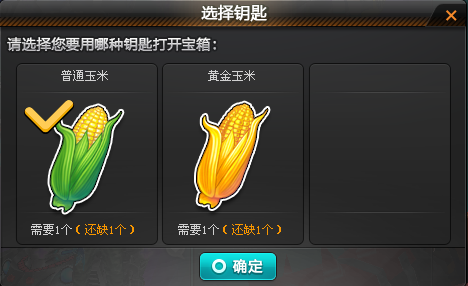 选择钥匙
请选择您要用哪种钥匙打开宝箱：
普通玉米
黄金玉米
需要1个（还缺1个）
需要1个（还缺1个）
确定